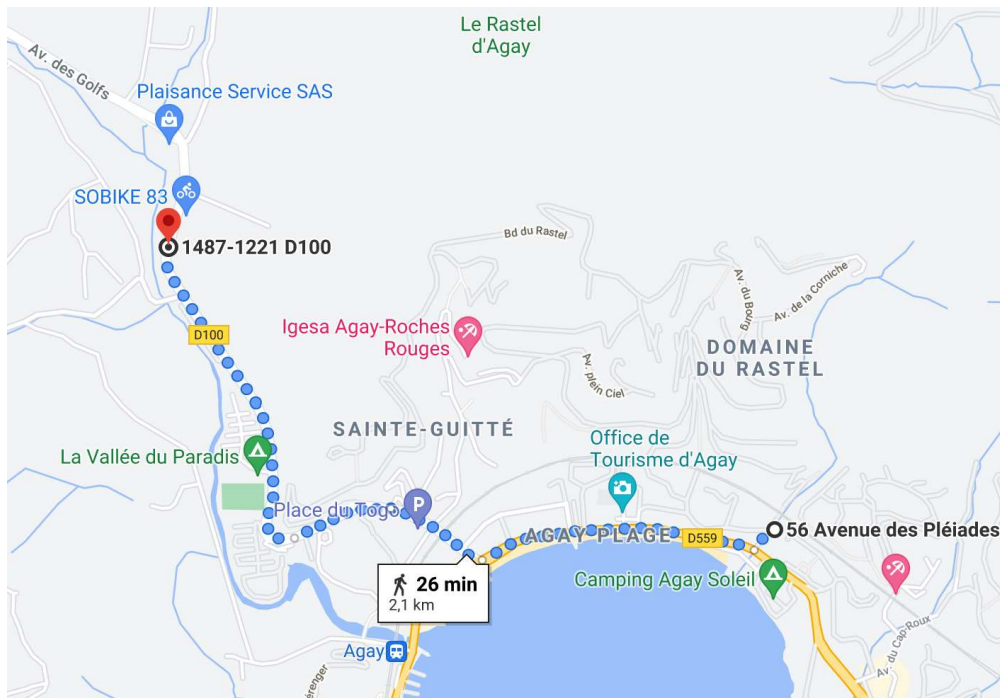 Le Rastel
d'Agay
Av. des Golfs
Plaisance Service SAS
SOBIKE 83
1487-1221 D100
Bd du Rastel
Av. du Bourg
Av. de la Corniche
D100
Igesa Agay-Roches
Rouges
DOMAINE
DU RASTEL
Av. plein Ciel
SAINTE-GUITTÉ
Office de
Tourisme d'Agay
La Vallée du Paradis
Place du Togo
P
AGAY PLAGE
D559
56 Avenue des Pléiades
26 min
2,1 km
Camping Agay Soleil
Av. du Cap-Roux
Agay
érenger